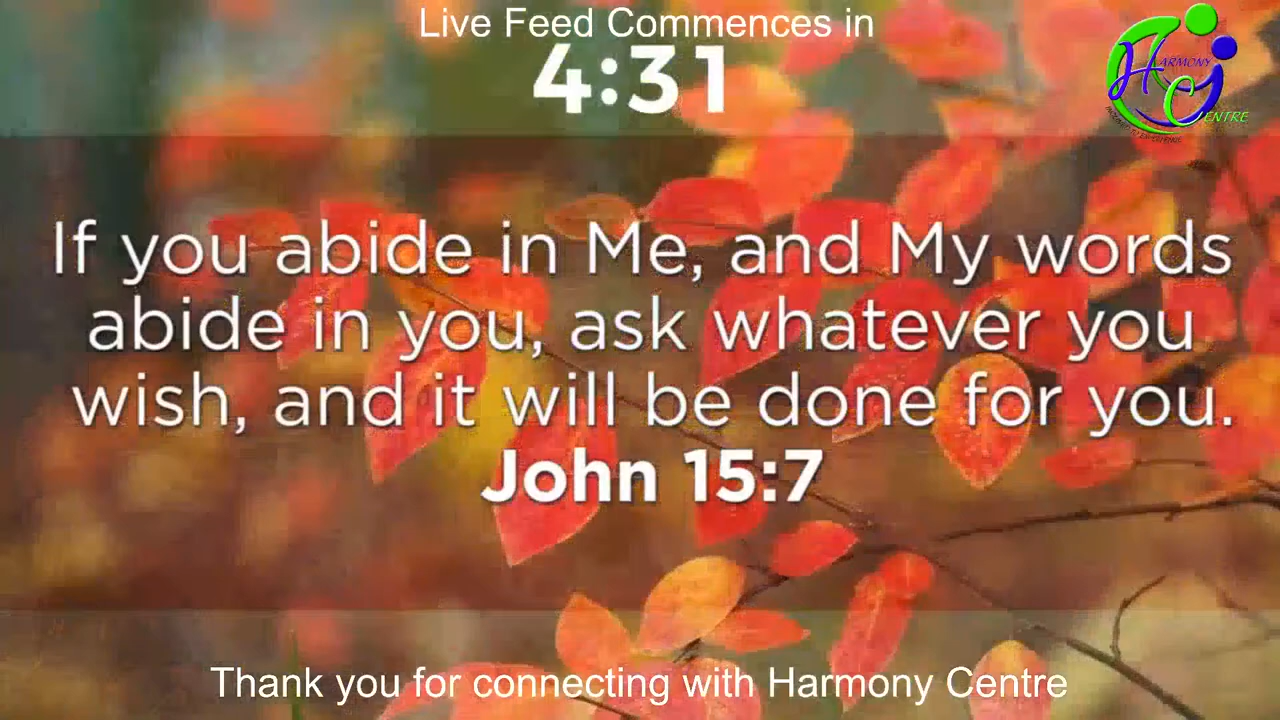 Live Feed Commences in
4:31
HARMONY
CENTRE
If you abide in Me, and My words
abide in you, ask whatever you
wish, and it will be done for you.
John 15:7
Thank you for connecting with Harmony Centre